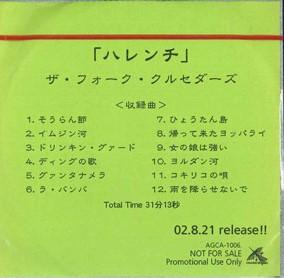 「ハレンチ」
ザ・フォーク・クルセダーズ
＜収録曲＞
1. そうらん節
2. イムジン河
3. ドリンキン・グァード
4. ディングの歌
5. グァンタナメラ
6. ラ・バンバ
7. ひょうたん島
8. 帰って来たヨッパライ
9. 女の娘は強い
10. ヨルダン河
11. コキリコの唄
12. 雨を降らせないで
Total Time 31分13秒
02.8.21 release!!
AGCA-1006
NOT FOR SALE
Promotional Use Only